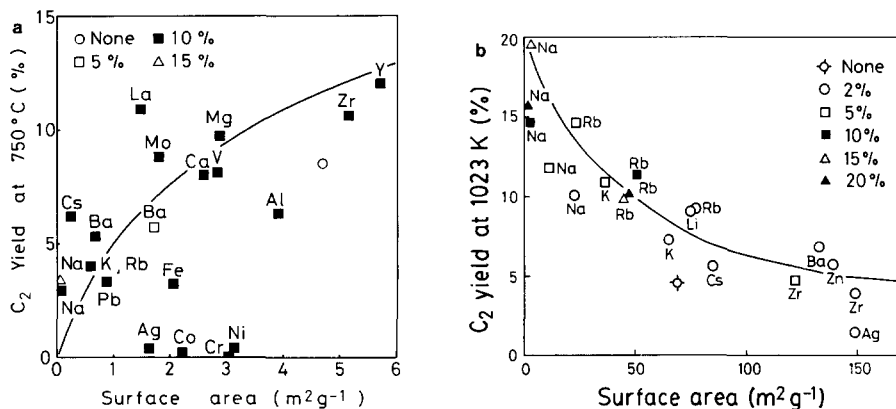 a
C₂ Yield at 750°C (%)
15
10
5
0
○ None ■ 10 %
□ 5 % △ 15 %
La
Mo
Mg
Ca V
Zr
Y
Al
Cs
Ba
Ba
Na K Rb
Na Pb
Fe
Ag Co Cr Ni
0 1 2 3 4 5 6
Surface area (m²g⁻¹)
b
C₂ yield at 1023 K (%)
20
15
10
5
0
None
○ 2%
□ 5%
■ 10%
△ 15%
▲ 20%
Na
Na
Na
Rb
Na
Na
K
Rb
Rb
Rb
Rb
Li
K
Cs
Ba
Zn
Zr
Zr
Ag
0 50 100 150
Surface area (m²g⁻¹)